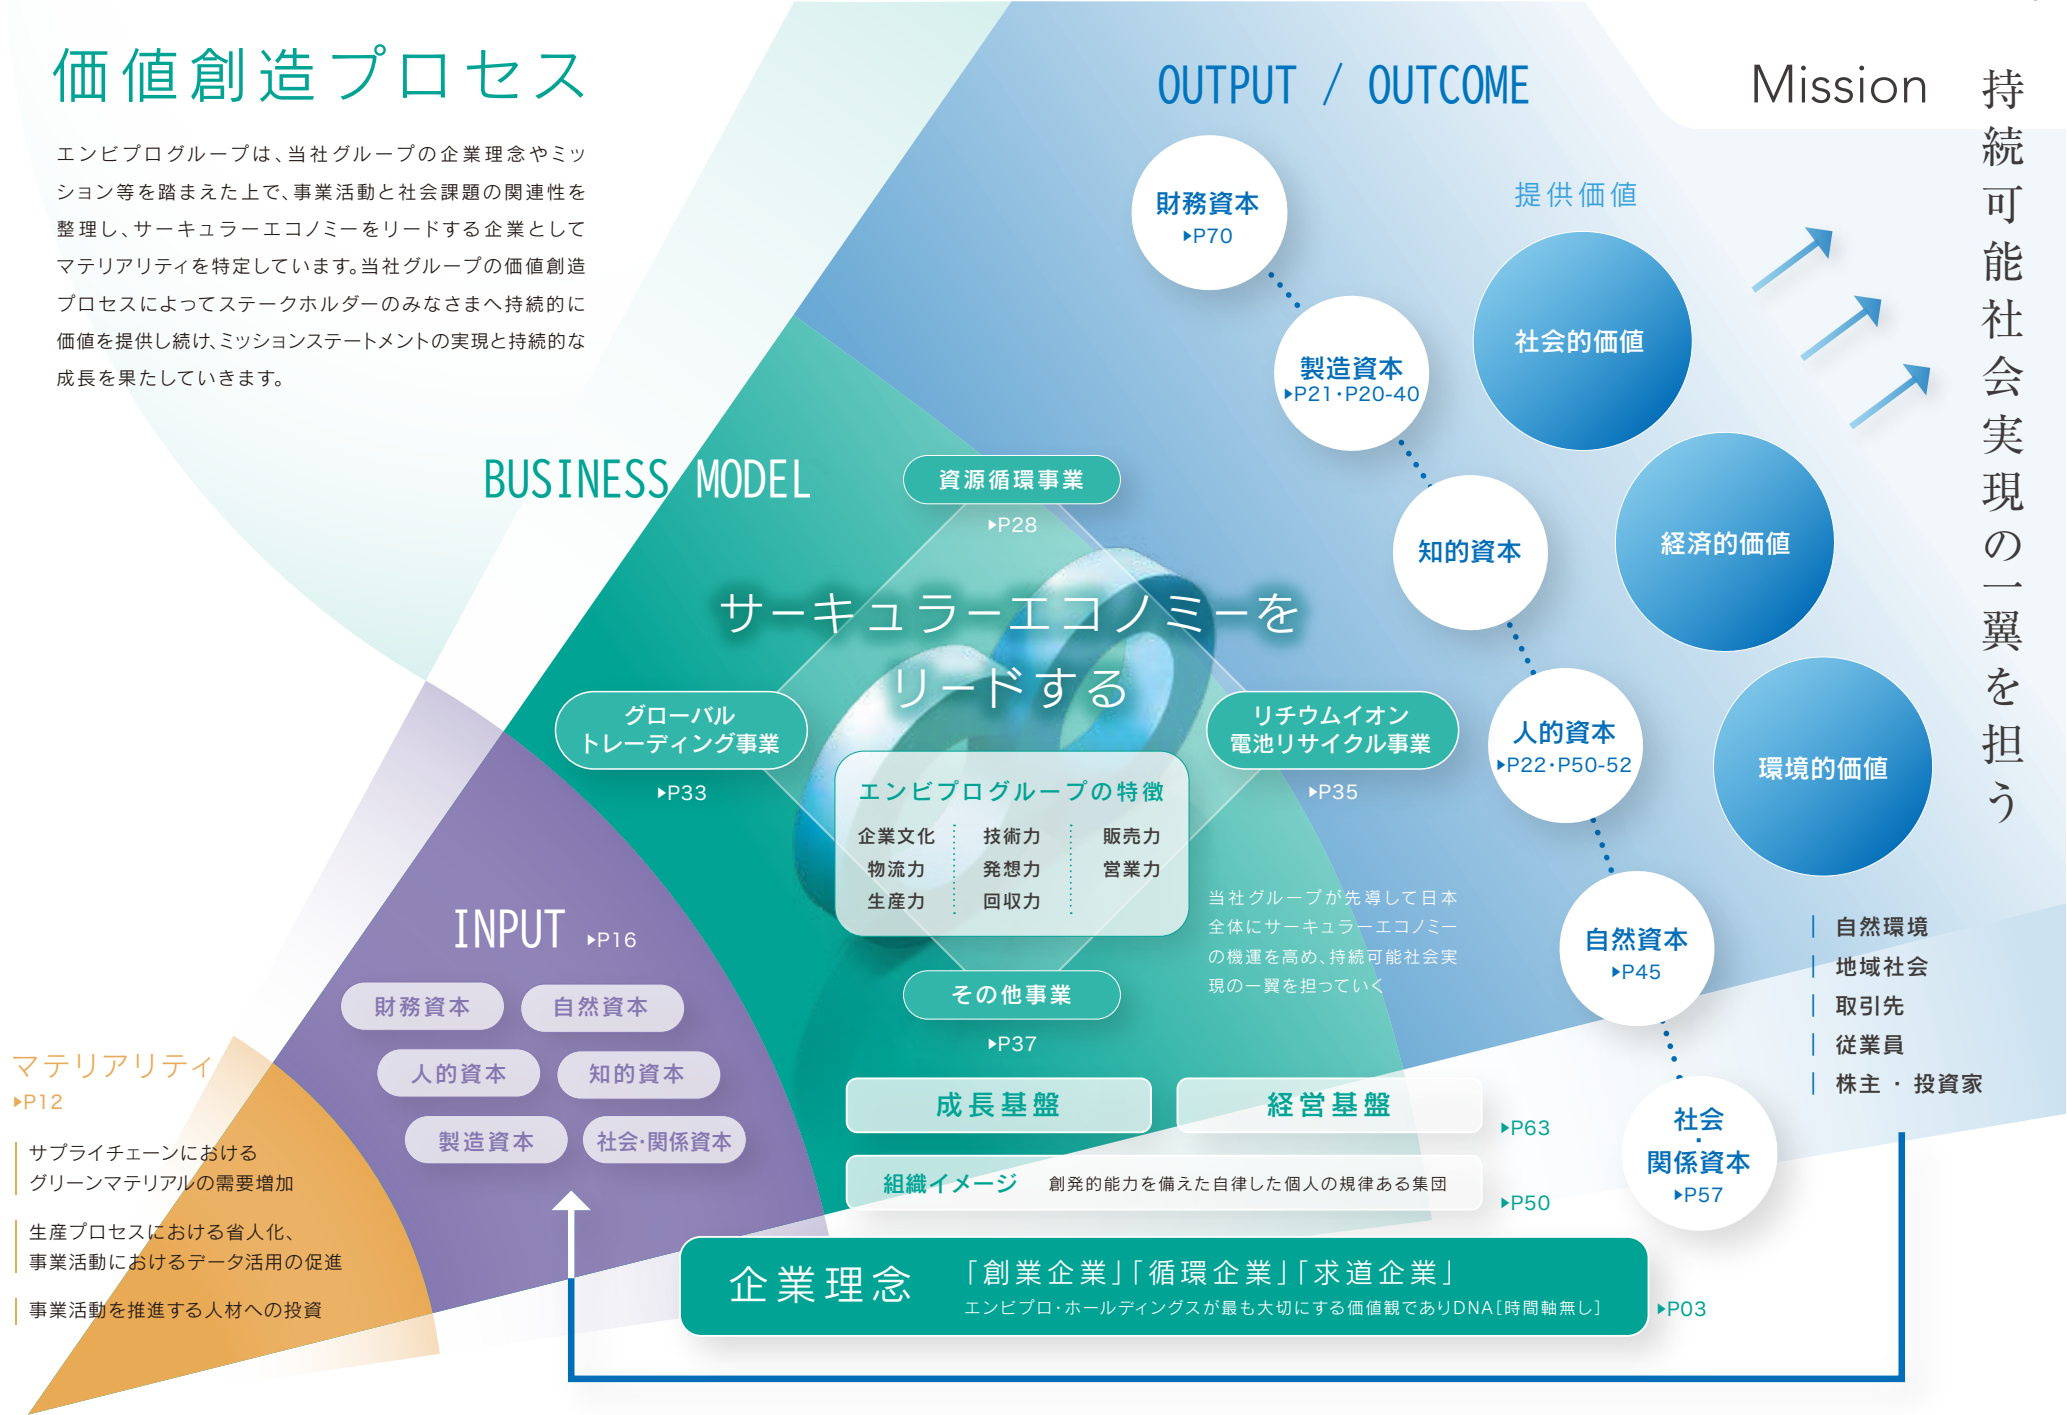 価値創造プロセス
エンビプログループは、当社グループの企業理念やミッ
ション等を踏まえた上で、事業活動と社会課題の関連性を
整理し、サーキュラーエコノミーをリードする企業として
マテリアリティを特定しています。当社グループの価値創造
プロセスによってステークホルダーのみなさまへ持続的に
価値を提供し続け、ミッションステートメントの実現と持続的な
成長を果たしていきます。
マテリアリティ
▶P12
サプライチェーンにおける
グリーンマテリアルの需要増加
生産プロセスにおける省人化、
事業活動におけるデータ活用の促進
事業活動を推進する人材への投資
INPUT ▶P16
財務資本
自然資本
人的資本
知的資本
製造資本
社会・関係資本
BUSINESS MODEL
資源循環事業
▶P28
サーキュラーエコノミーを
リードする
グローバル
トレーディング事業
▶P33
リチウムイオン
電池リサイクル事業
▶P35
エンビプログループの特徴
企業文化 技術力 販売力
物流力 発想力 営業力
生産力 回収力
その他事業
▶P37
当社グループが先導して日本
全体にサーキュラーエコノミー
の機運を高め、持続可能社会実
現の一翼を担っていく
成長基盤
経営基盤
▶P63
組織イメージ 創発的能力を備えた自律した個人の規律ある集団
▶P50
企業理念
「創業企業」「循環企業」「求道企業」
エンビプロ・ホールディングスが最も大切にする価値観でありDNA[時間軸無し]
▶P03
OUTPUT / OUTCOME
財務資本
▶P70
製造資本
▶P21・P20-40
知的資本
人的資本
▶P22・P50-52
自然資本
▶P45
社会
・
関係資本
▶P57
提供価値
社会的価値
経済的価値
環境的価値
自然環境
地域社会
取引先
従業員
株主・投資家
Mission
持続可能社会実現の一翼を担う